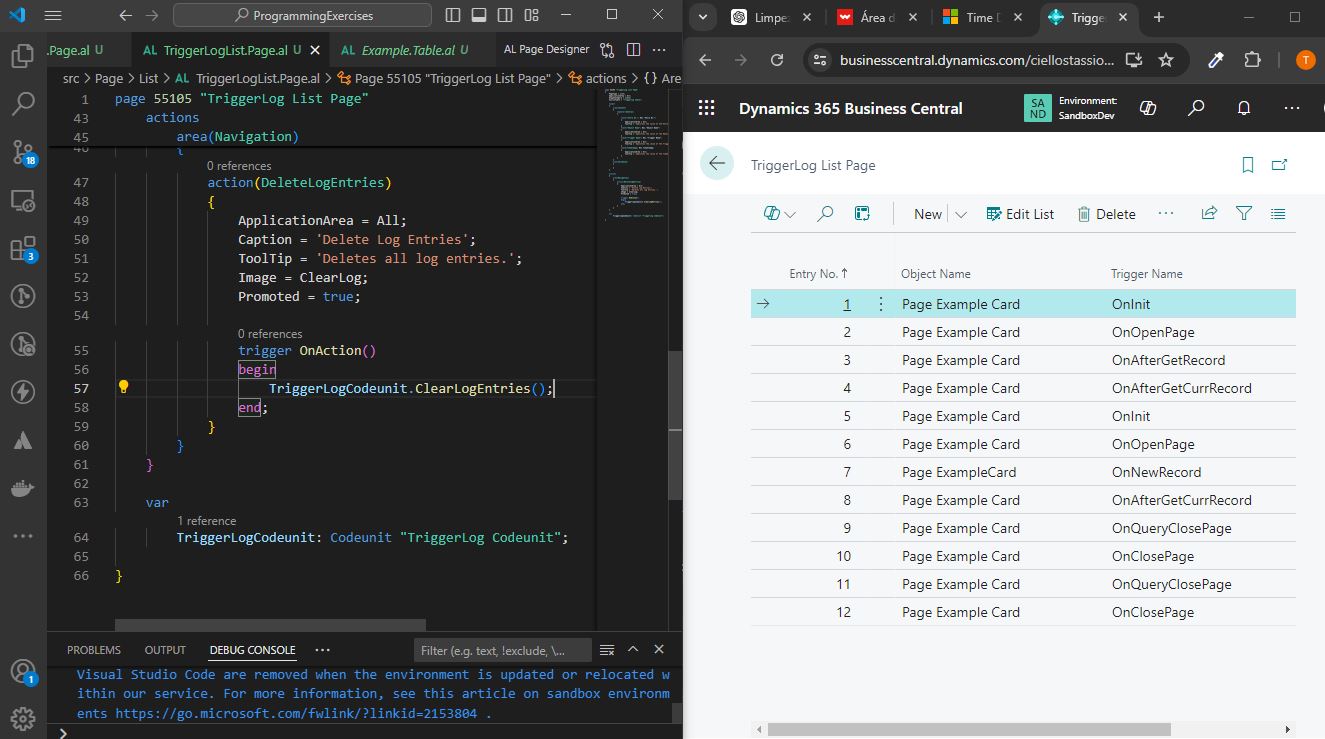 ProgrammingExercises
.Page.al U
AL TriggerLogList.Page.al U
AL Example.Table.al U
AL Page Designer
src > Page > List > AL TriggerLogList.Page.al > Page 55105 "TriggerLog List Page" > actions > {} Are
1 page 55105 "TriggerLog List Page"
43 actions
45 area(Navigation)
46 {
0 references
47 action(DeleteLogEntries)
48 {
49 ApplicationArea = All;
50 Caption = 'Delete Log Entries';
51 ToolTip = 'Deletes all log entries.';
52 Image = ClearLog;
53 Promoted = true;
54
0 references
55 trigger OnAction()
56 begin
57 TriggerLogCodeunit.ClearLogEntries();
58 end;
59 }
60 }
61 }
62
63 var
1 reference
64 TriggerLogCodeunit: Codeunit "TriggerLog Codeunit";
65
66 }
18
3
1
PROBLEMS OUTPUT DEBUG CONSOLE ···
Filter (e.g. text, !exclude, \...
Visual Studio Code are removed when the environment is updated or relocated w
ithin our service. For more information, see this article on sandbox environm
ents https://go.microsoft.com/fwlink/?linkid=2153804 .
>
Limpe
Área d
Time D
Trigge
businesscentral.dynamics.com/ciellostassio...
T
Dynamics 365 Business Central
SA
ND
Environment:
SandboxDev
TriggerLog List Page
New
Edit List
Delete
Entry No.↑ Object Name Trigger Name
1 Page Example Card OnInit
2 Page Example Card OnOpenPage
3 Page Example Card OnAfterGetRecord
4 Page Example Card OnAfterGetCurrRecord
5 Page Example Card OnInit
6 Page Example Card OnOpenPage
7 Page ExampleCard OnNewRecord
8 Page Example Card OnAfterGetCurrRecord
9 Page Example Card OnQueryClosePage
10 Page Example Card OnClosePage
11 Page Example Card OnQueryClosePage
12 Page Example Card OnClosePage